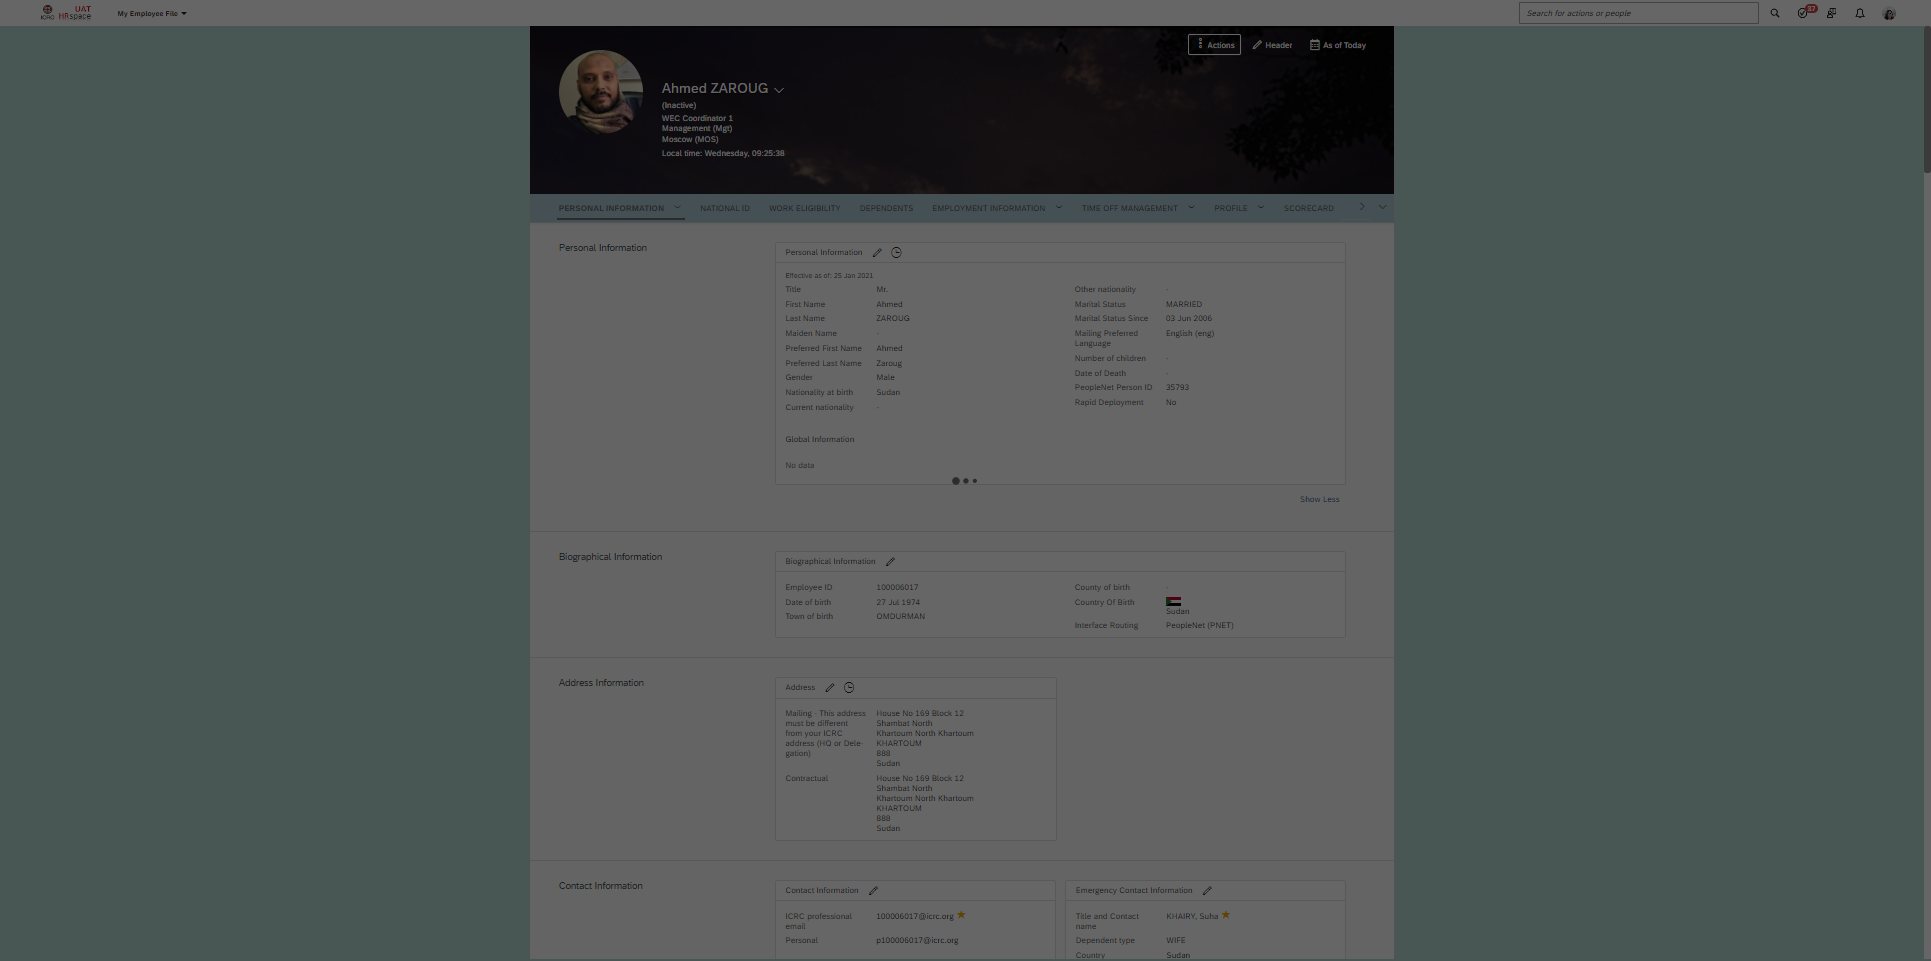 ICRC
UAT
HRspace
My Employee File
Search for actions or people
37
Actions
Header
As of Today
Ahmed ZAROUG
(Inactive)
WEC Coordinator 1
Management (Mgt)
Moscow (MOS)
Local time: Wednesday, 09:25:38
PERSONAL INFORMATION
NATIONAL ID
WORK ELIGIBILITY
DEPENDENTS
EMPLOYMENT INFORMATION
TIME OFF MANAGEMENT
PROFILE
SCORECARD
Personal Information
Personal Information
Effective as of: 25 Jan 2021
Title Mr.
First Name Ahmed
Last Name ZAROUG
Maiden Name -
Preferred First Name Ahmed
Preferred Last Name Zaroug
Gender Male
Nationality at birth Sudan
Current nationality -
Other nationality -
Marital Status MARRIED
Marital Status Since 03 Jun 2006
Mailing Preferred English (eng)
Language
Number of children -
Date of Death -
PeopleNet Person ID 35793
Rapid Deployment No
Global Information
No data
Show Less
Biographical Information
Biographical Information
Employee ID 100006017
Date of birth 27 Jul 1974
Town of birth OMDURMAN
County of birth -
Country Of Birth
Sudan
Interface Routing PeopleNet (PNET)
Address Information
Address
Mailing - This address House No 169 Block 12
must be different Shambat North
from your ICRC Khartoum North Khartoum
address (HQ or Dele- KHARTOUM
gation) 888
Sudan
Contractual House No 169 Block 12
Shambat North
Khartoum North Khartoum
KHARTOUM
888
Sudan
Contact Information
Contact Information
ICRC professional 100006017@icrc.org
email
Personal p100006017@icrc.org
Emergency Contact Information
Title and Contact KHAIRY, Suha
name
Dependent type WIFE
Country Sudan